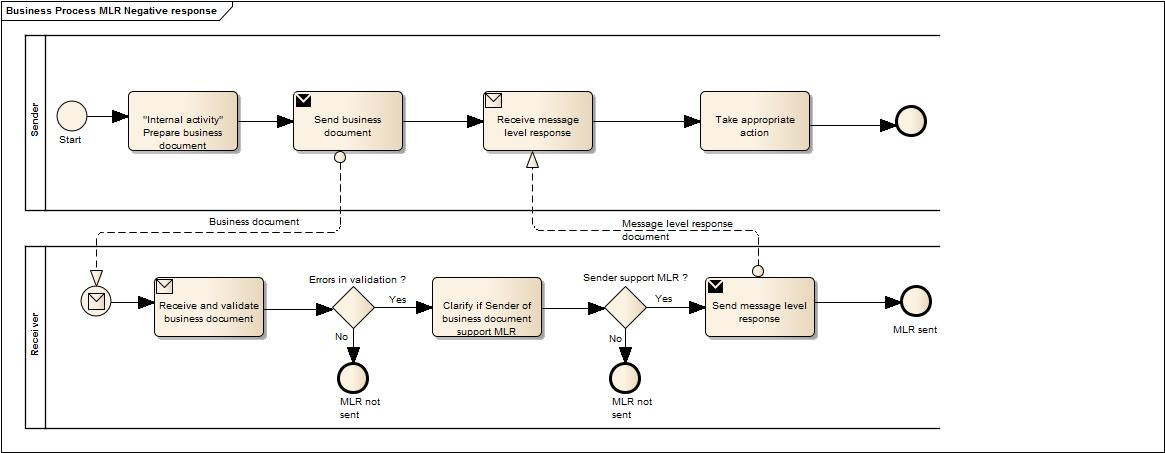 Business Process MLR Negative response
Sender
Start
"Internal activity"
Prepare business
document
Send business
document
Receive message
level response
Take appropriate
action
Business document
Message level response
document
Receiver
Receive and validate
business document
Errors in validation ?
Yes
No
MLR not
sent
Clarify if Sender of
business document
support MLR
Sender support MLR ?
Yes
No
MLR not
sent
Send message level
response
MLR sent